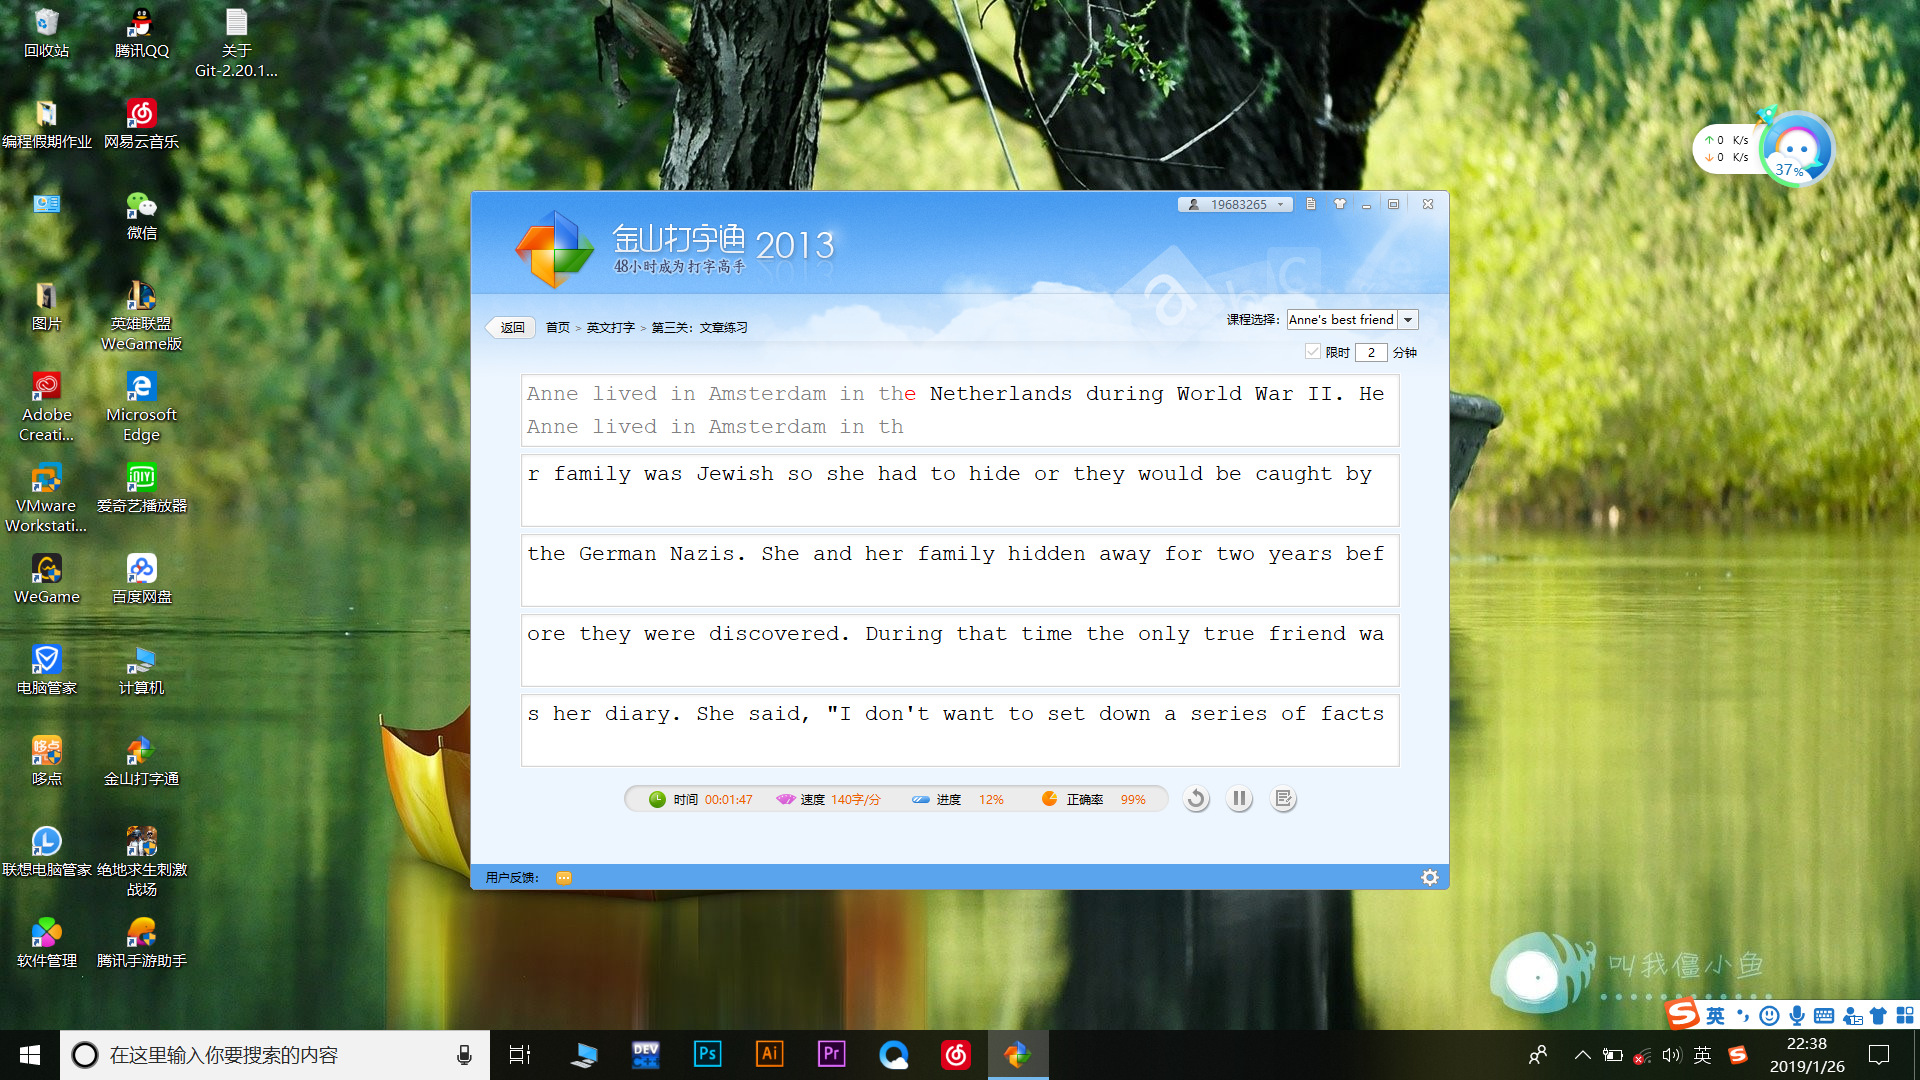 回收站
腾讯QQ
关于
Git-2.20.1...
编程假期作业
网易云音乐
微信
图片
英雄联盟
WeGame版
Adobe
Creati...
Microsoft
Edge
VMware
Workstati...
爱奇艺播放器
WeGame
百度网盘
电脑管家
计算机
哆点
金山打字通
联想电脑管家
绝地求生刺激
战场
软件管理
腾讯手游助手
0 K/s
0 K/s
37%
19683265
金山打字通 2013
48小时成为打字高手
返回
首页 > 英文打字 > 第三关：文章练习
课程选择： Anne's best friend
限时 2 分钟
Anne lived in Amsterdam in the Netherlands during World War II. He
Anne lived in Amsterdam in th
r family was Jewish so she had to hide or they would be caught by
the German Nazis. She and her family hidden away for two years bef
ore they were discovered. During that time the only true friend wa
s her diary. She said, "I don't want to set down a series of facts
时间 00:01:47 速度 140字/分 进度 12% 正确率 99%
用户反馈：
叫我僵小鱼
英
在这里输入你要搜索的内容
DEV
C++
Ps
Ai
Pr
英
22:38
2019/1/26